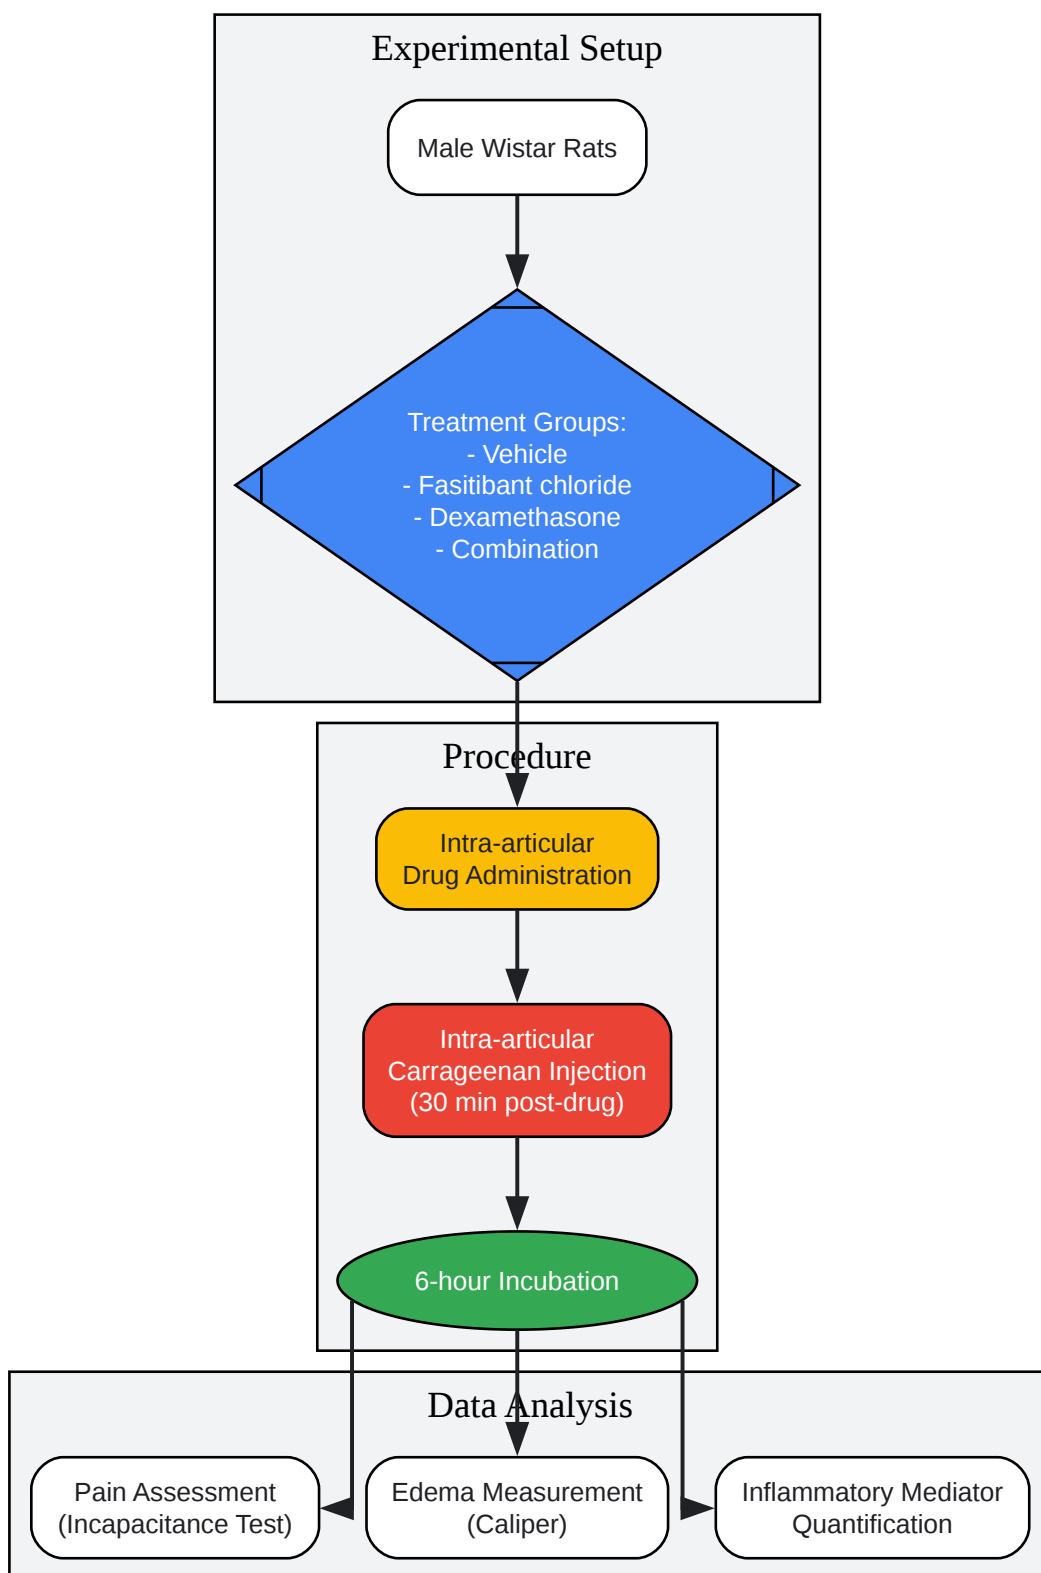 Experimental Setup
Male Wistar Rats
Treatment Groups:
- Vehicle
- Fasitibant chloride
- Dexamethasone
- Combination
Procedure
Intra-articular
Drug Administration
Intra-articular
Carrageenan Injection
(30 min post-drug)
6-hour Incubation
Data Analysis
Pain Assessment
(Incapacitance Test)
Edema Measurement
(Caliper)
Inflammatory Mediator
Quantification